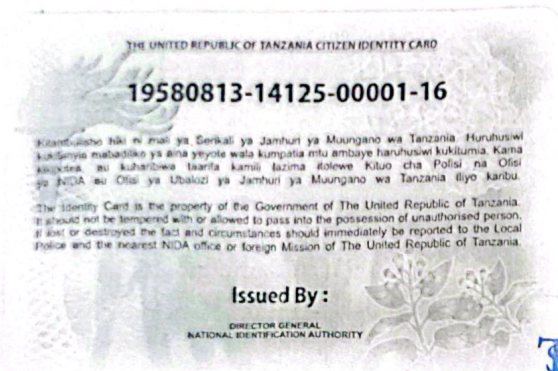 THE UNITED REPUBLIC OF TANZANIA CITIZEN IDENTITY CARD
19580813-14125-00001-16
Kitambulisho hiki ni mali ya Serikali ya Jamhuri ya Muungano wa Tanzania. Huruhusiwi
kukifanyia mabadiliko ya aina yeyote wala kumpatia mtu ambaye haruhusiwi kukitumia. Kama
kikipotea, au kuharibiwa taarifa kamili lazima itolewe Kituo cha Polisi na Ofisi
ya NIDA au Ofisi ya Ubalozi ya Jamhuri ya Muungano wa Tanzania iliyo karibu.
The Identity Card is the property of the Government of The United Republic of Tanzania.
It should not be tempered with or allowed to pass into the possession of unauthorised person.
If lost or destroyed the fact and circumstances should immediately be reported to the Local
Police and the nearest NIDA office or foreign Mission of The United Republic of Tanzania.
Issued By :
DIRECTOR GENERAL
NATIONAL IDENTIFICATION AUTHORITY